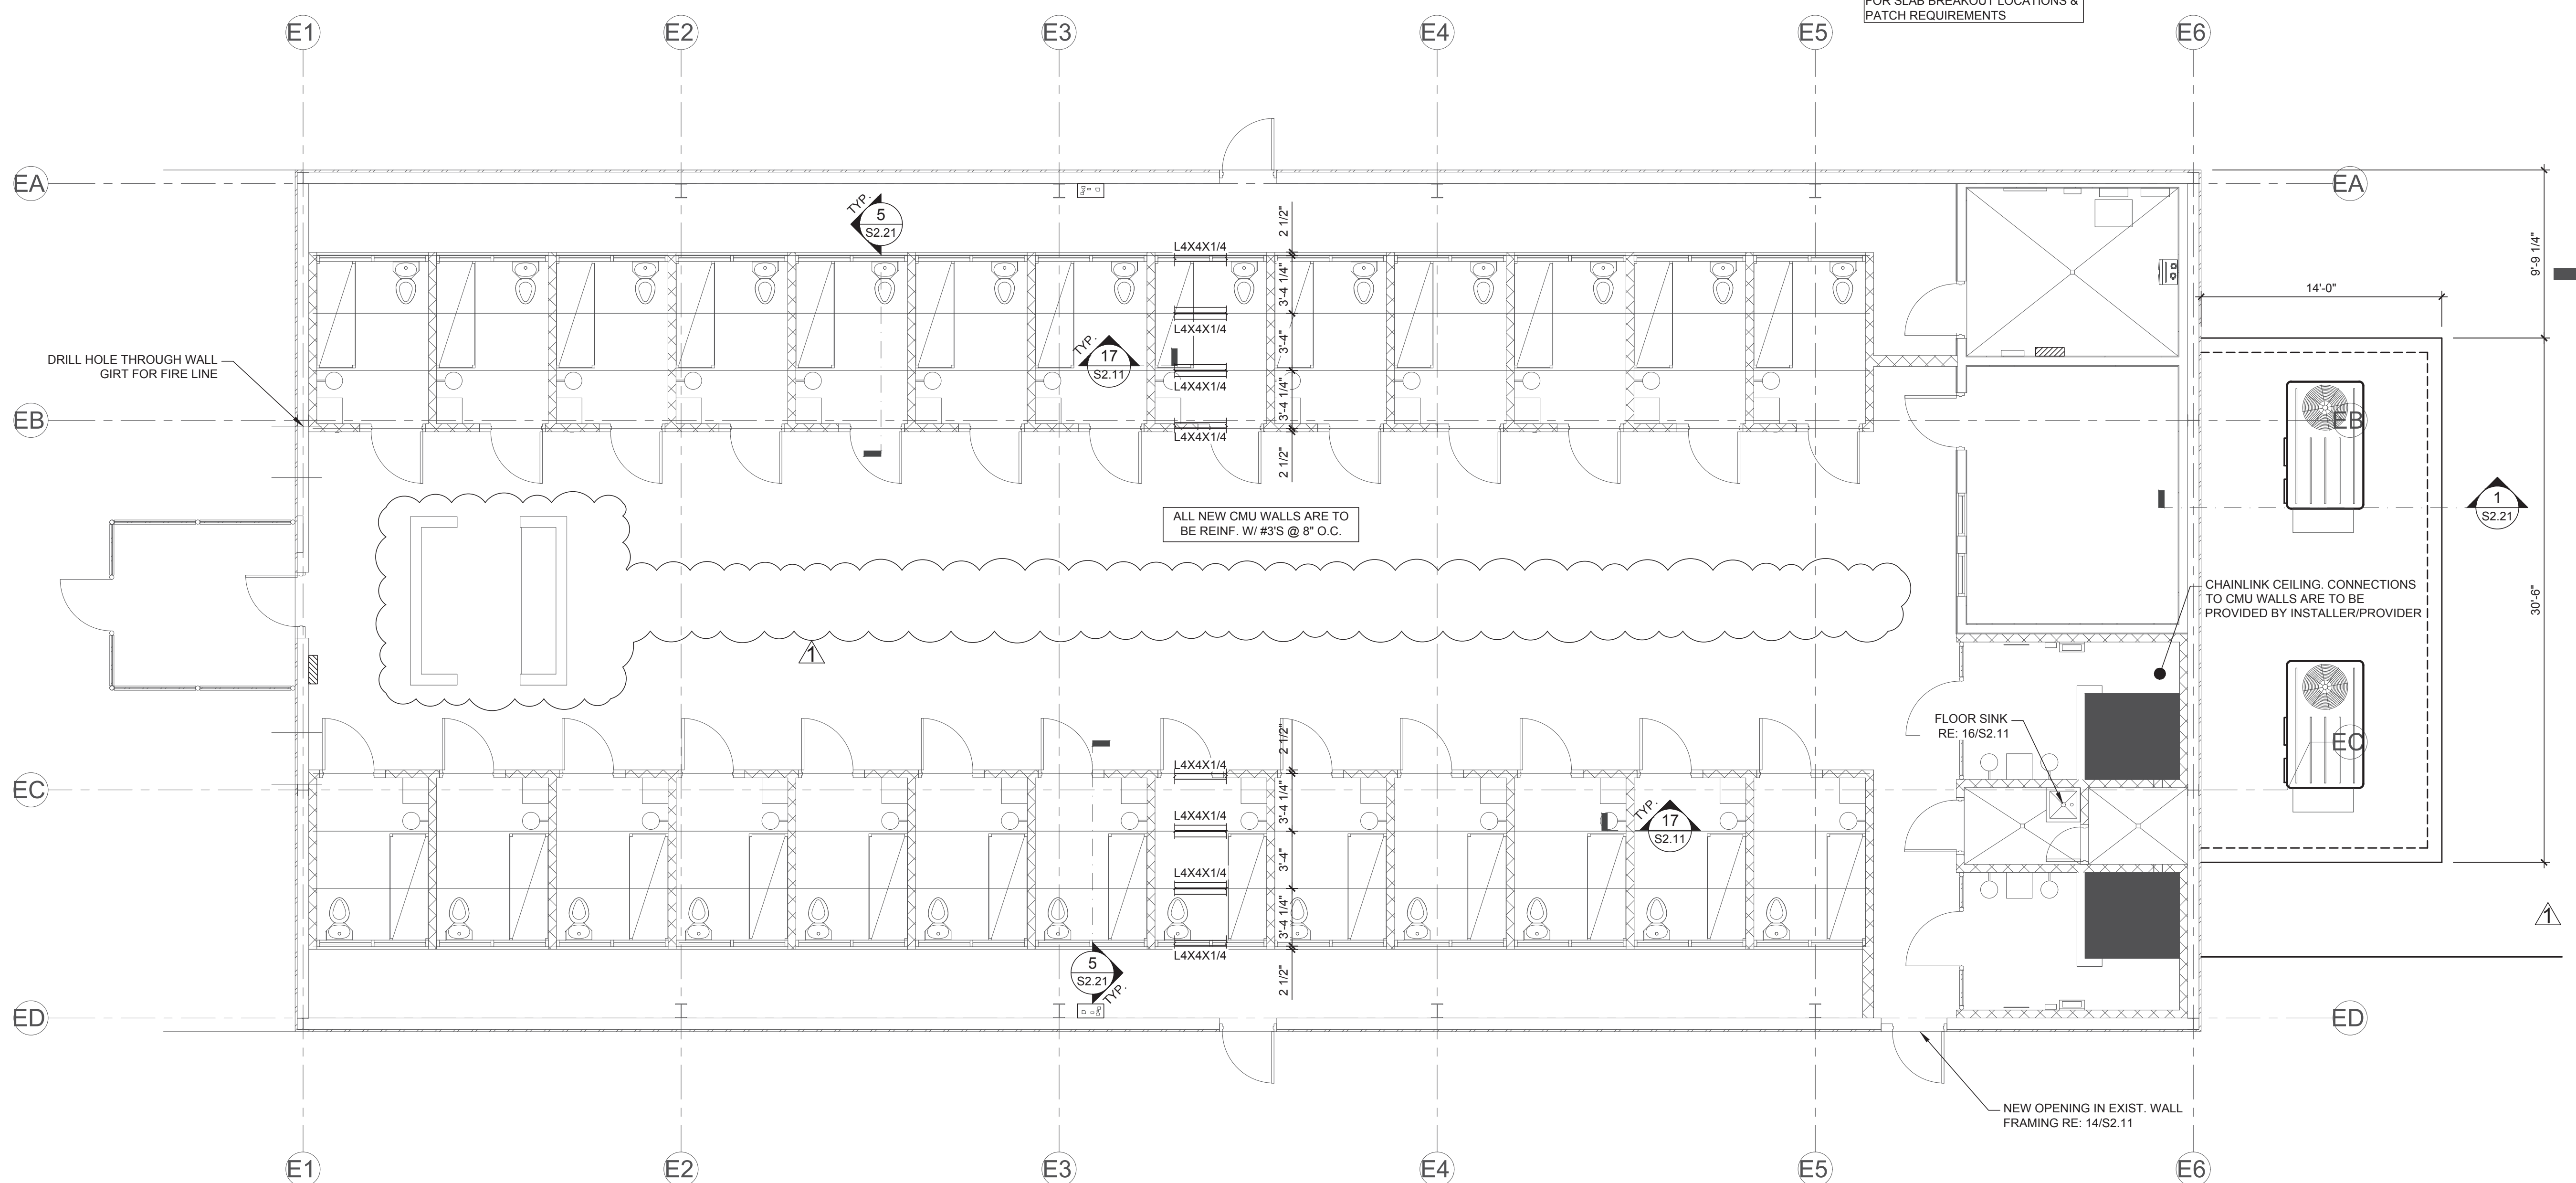 FOR SLAB BREAKOUT LOCATIONS &
PATCH REQUIREMENTS
E1
E2
E3
E4
E5
E6
EA
EA
TYP.
5
S2.21
2 1/2"
L4X4X1/4
3'-4 1/4"
L4X4X1/4
3'-4"
L4X4X1/4
3'-4 1/4"
L4X4X1/4
2 1/2"
TYP.
17
S2.11
9'-9 1/4"
14'-0"
DRILL HOLE THROUGH WALL
GIRT FOR FIRE LINE
EB
EB
ALL NEW CMU WALLS ARE TO
BE REINF. W/ #3'S @ 8" O.C.
1
S2.21
CHAINLINK CEILING. CONNECTIONS
TO CMU WALLS ARE TO BE
PROVIDED BY INSTALLER/PROVIDER
30'-6"
1
FLOOR SINK
RE: 16/S2.11
EC
EC
2 1/2"
L4X4X1/4
3'-4 1/4"
L4X4X1/4
3'-4"
L4X4X1/4
3'-4 1/4"
L4X4X1/4
2 1/2"
TYP.
17
S2.11
5
S2.21
TYP.
1
ED
ED
NEW OPENING IN EXIST. WALL
FRAMING RE: 14/S2.11
E1
E2
E3
E4
E5
E6